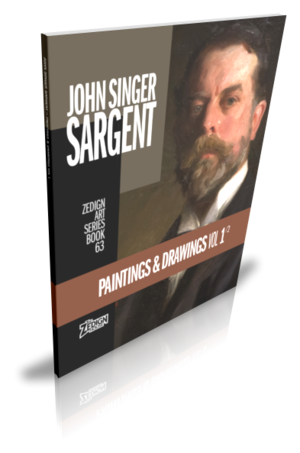 JOHN SINGER
SARGENT
ZEDIGN
ART
SERIES
BOOK
63
PAINTINGS & DRAWINGS VOL 1
ZEDIGN